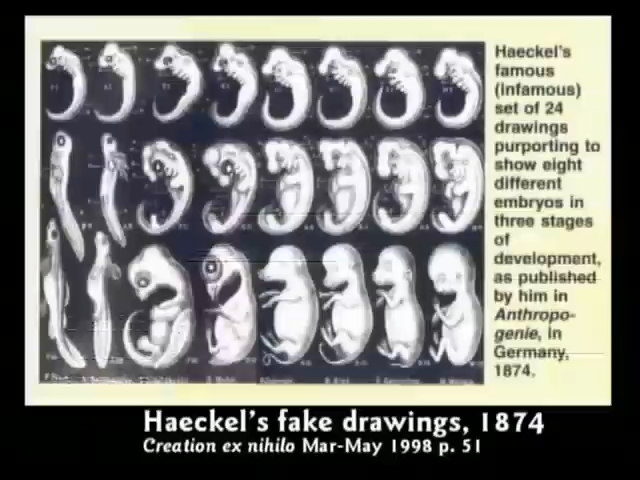 Haeckel's
famous
(infamous)
set of 24
drawings
purporting to
show eight
different
embryos in
three stages
of
development,
as published
by him in
Anthropo-
genie, in
Germany,
1874.
Haeckel's fake drawings, 1874
Creation ex nihilo Mar-May 1998 p. 51